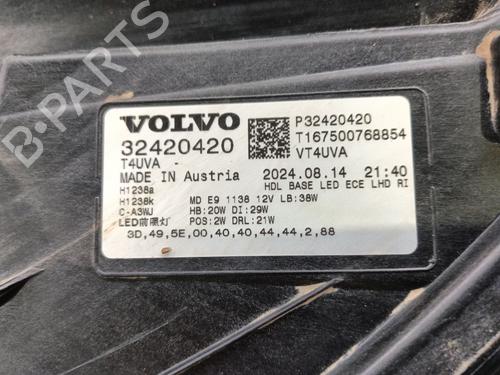 VOLVO
P32420420
T167500768854
VT4UVA
32420420
T4UVA -
MADE IN Austria
2024.08.14 21:40
HDL BASE LED ECE LHD RI
H1238a
H1238k
MD E9 1138 12V LB:38W
C-A3WJ
HB:20W DI:29W
LED前照灯
POS:2W DRL:21W
3D,49,5E,00,40,40,44,44,2,88
B-PARTS